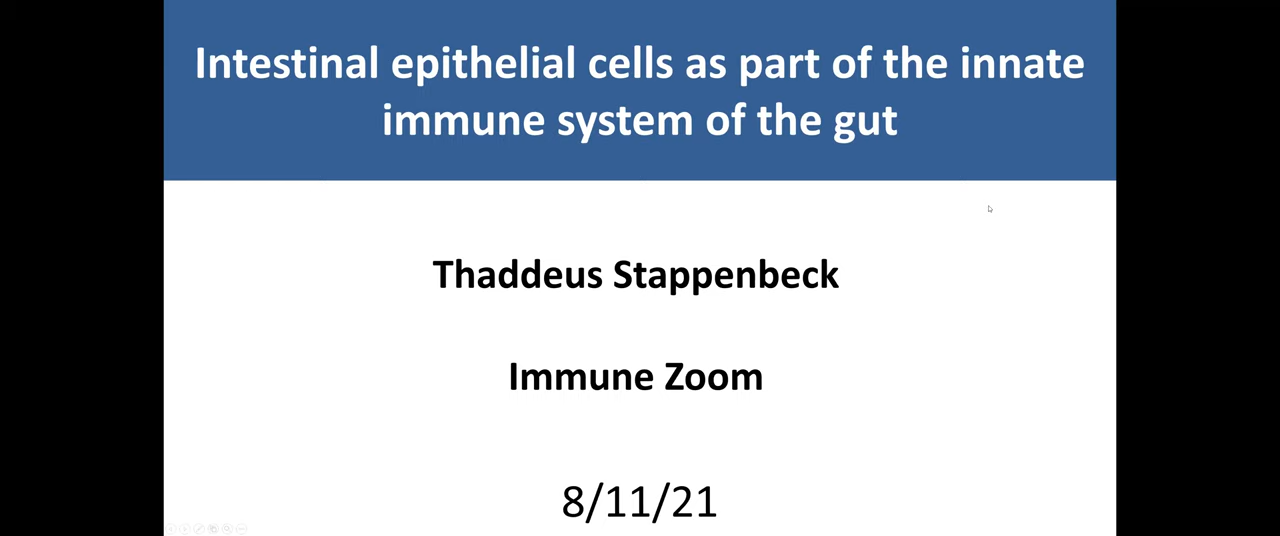 Intestinal epithelial cells as part of the innate
immune system of the gut
Thaddeus Stappenbeck
Immune Zoom
8/11/21